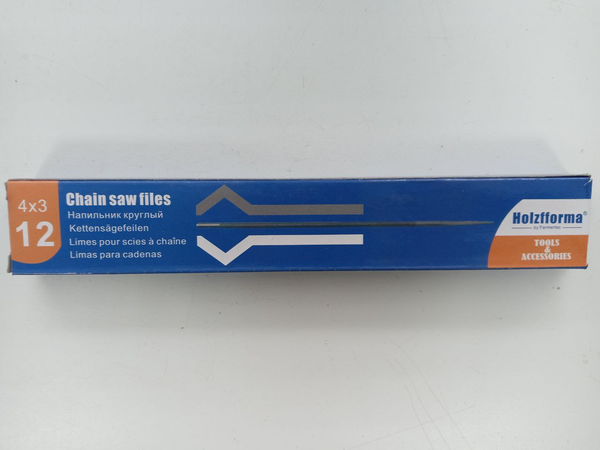 4x3
12
Chain saw files
Напильник круглый
Kettensägefeilen
Limes pour scies à chaîne
Limas para cadenas
Holzfforma®
by Farmertec
TOOLS
&
ACCESSORIES